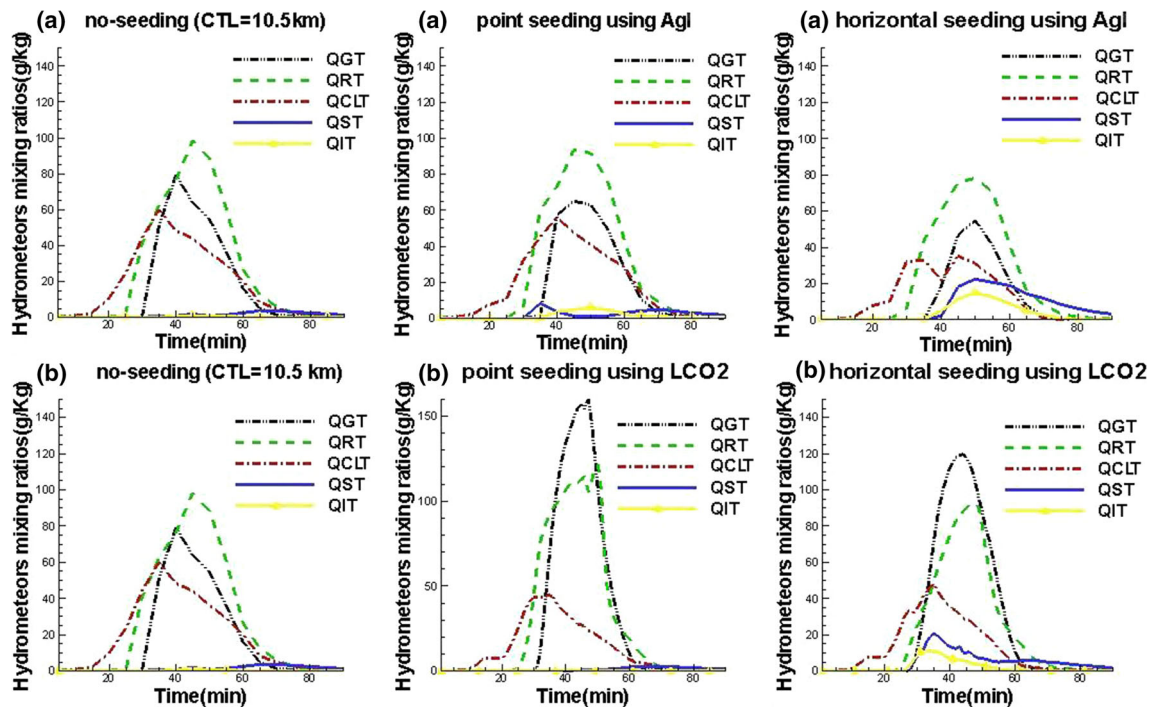 (a) no-seeding (CTL=10.5km)
Hydrometeors mixing ratios(g/kg)
140
120
100
80
60
40
20
0
QGT
QRT
QCLT
QST
QIT
20 40 60 80
Time(min)
(a) point seeding using AgI
Hydrometeors mixing ratios(g/kg)
140
120
100
80
60
40
20
0
QGT
QRT
QCLT
QST
QIT
20 40 60 80
Time(min)
(a) horizontal seeding using AgI
Hydrometeors mixing ratios(g/kg)
140
120
100
80
60
40
20
0
QGT
QRT
QCLT
QST
QIT
20 40 60 80
Time(min)
(b) no-seeding (CTL=10.5 km)
Hydrometeors mixing ratios(g/Kg)
140
120
100
80
60
40
20
0
QGT
QRT
QCLT
QST
QIT
20 40 60 80
Time(min)
(b) point seeding using LCO2
Hydrometeors mixing ratios(g/Kg)
150
100
50
0
QGT
QRT
QCLT
QST
QIT
20 40 60 80
Time(min)
(b) horizontal seeding using LCO2
Hydrometeors mixing ratios(g/Kg)
140
120
100
80
60
40
20
0
QGT
QRT
QCLT
QST
QIT
20 40 60 80
Time(min)